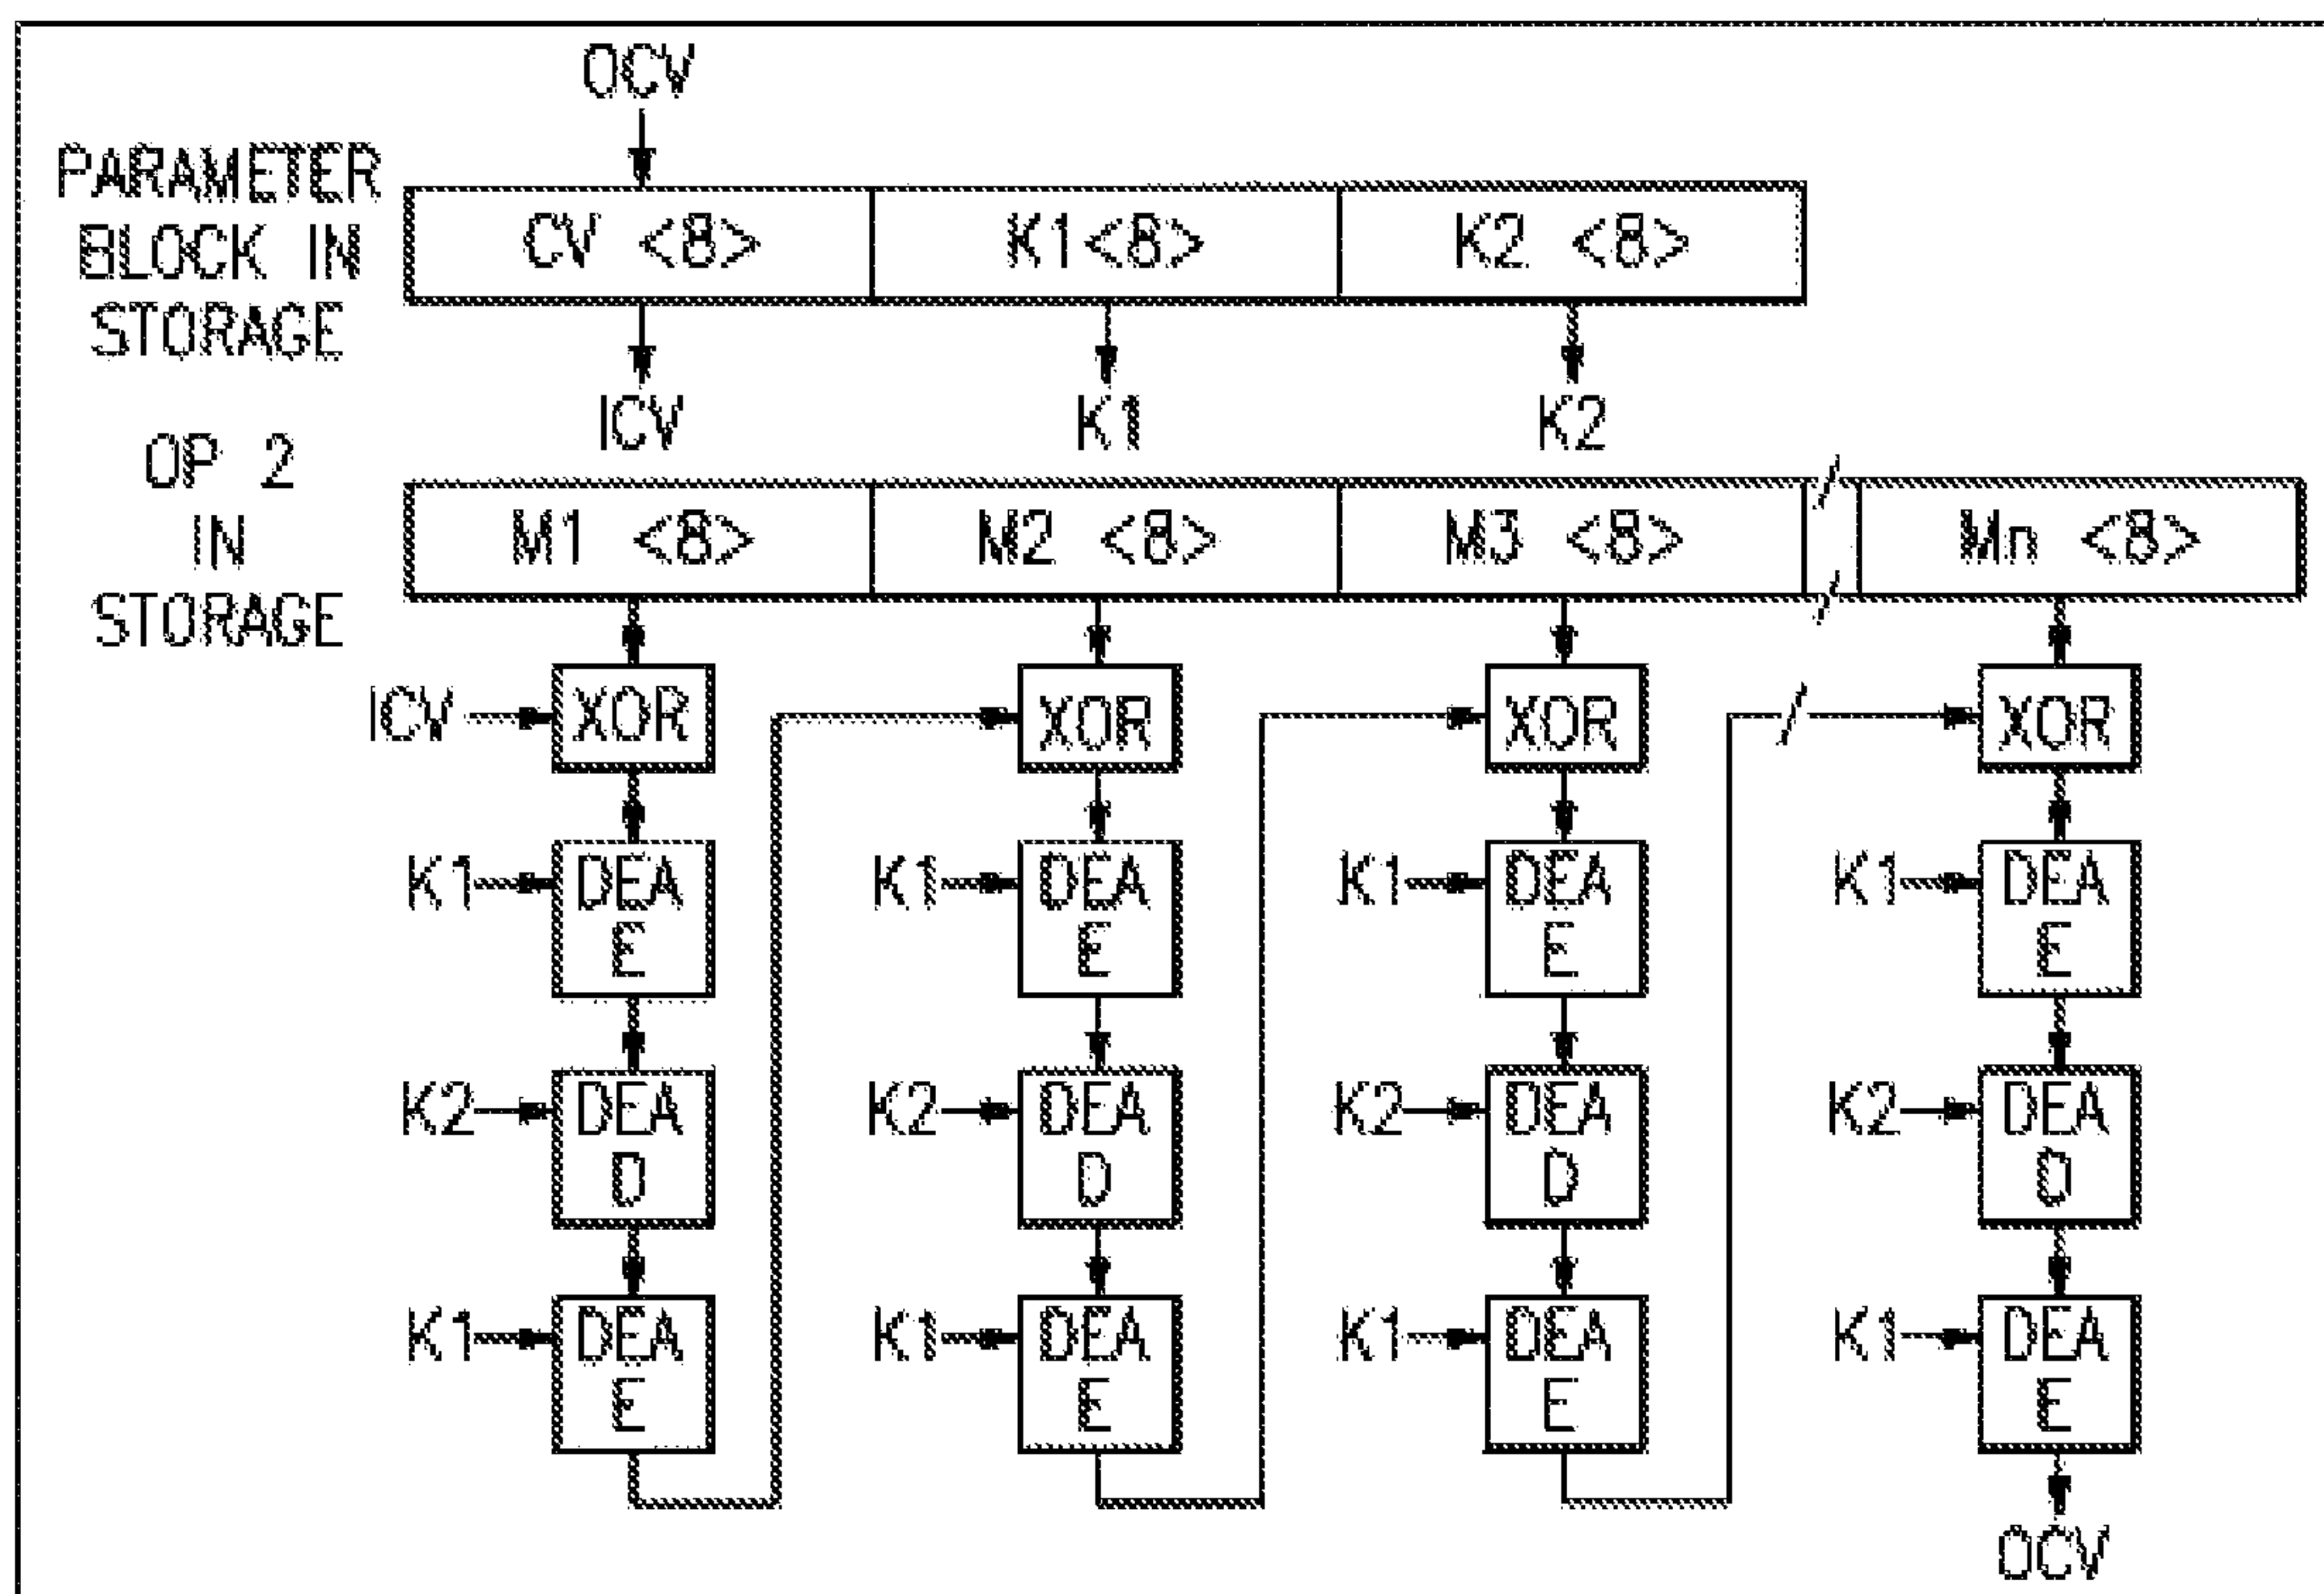 OCV
PARAMETER
BLOCK IN
STORAGE
CV <8> K1<8> K2 <8>
ICV K1 K2
OP 2
IN
STORAGE
M1 <8> M2 <8> M3 <8> Mn <8>
ICV XOR XOR XOR XOR
K1 DEA K1 DEA K1 DEA K1 DEA
E E E E
K2 DEA K2 DEA K2 DEA K2 DEA
D D D D
K1 DEA K1 DEA K1 DEA K1 DEA
E E E E
OCV